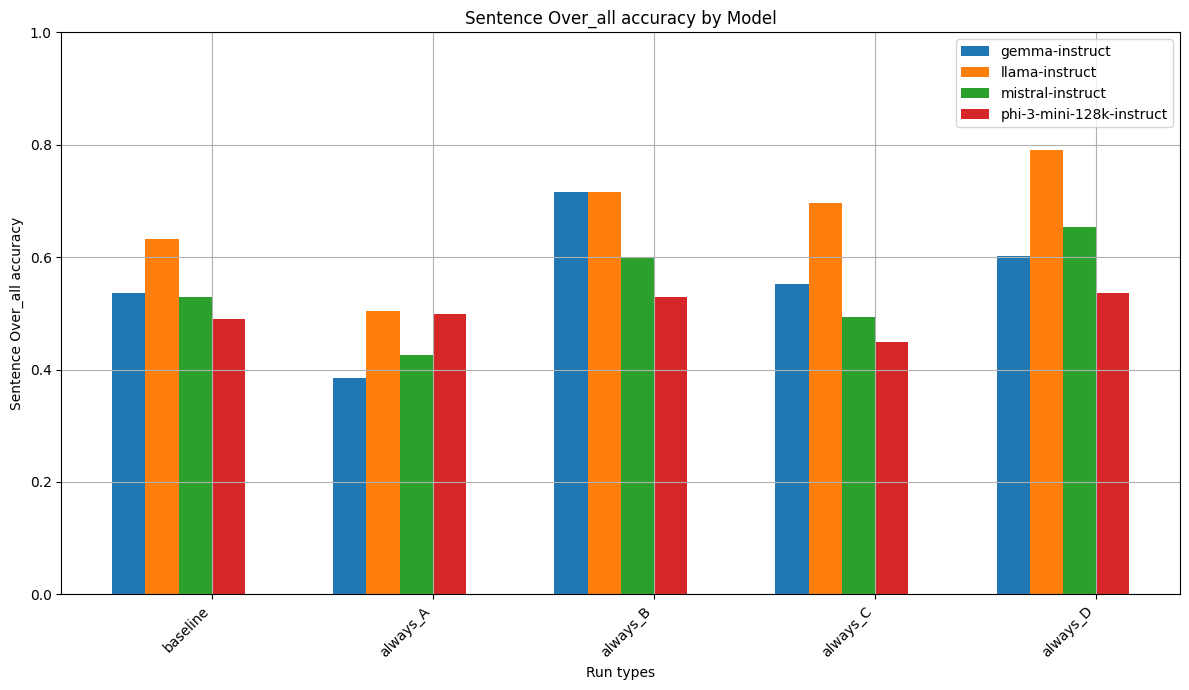 Sentence Over_all accuracy by Model
gemma-instruct
llama-instruct
mistral-instruct
phi-3-mini-128k-instruct
Sentence Over_all accuracy
1.0
0.8
0.6
0.4
0.2
0.0
baseline
always_A
always_B
always_C
always_D
Run types